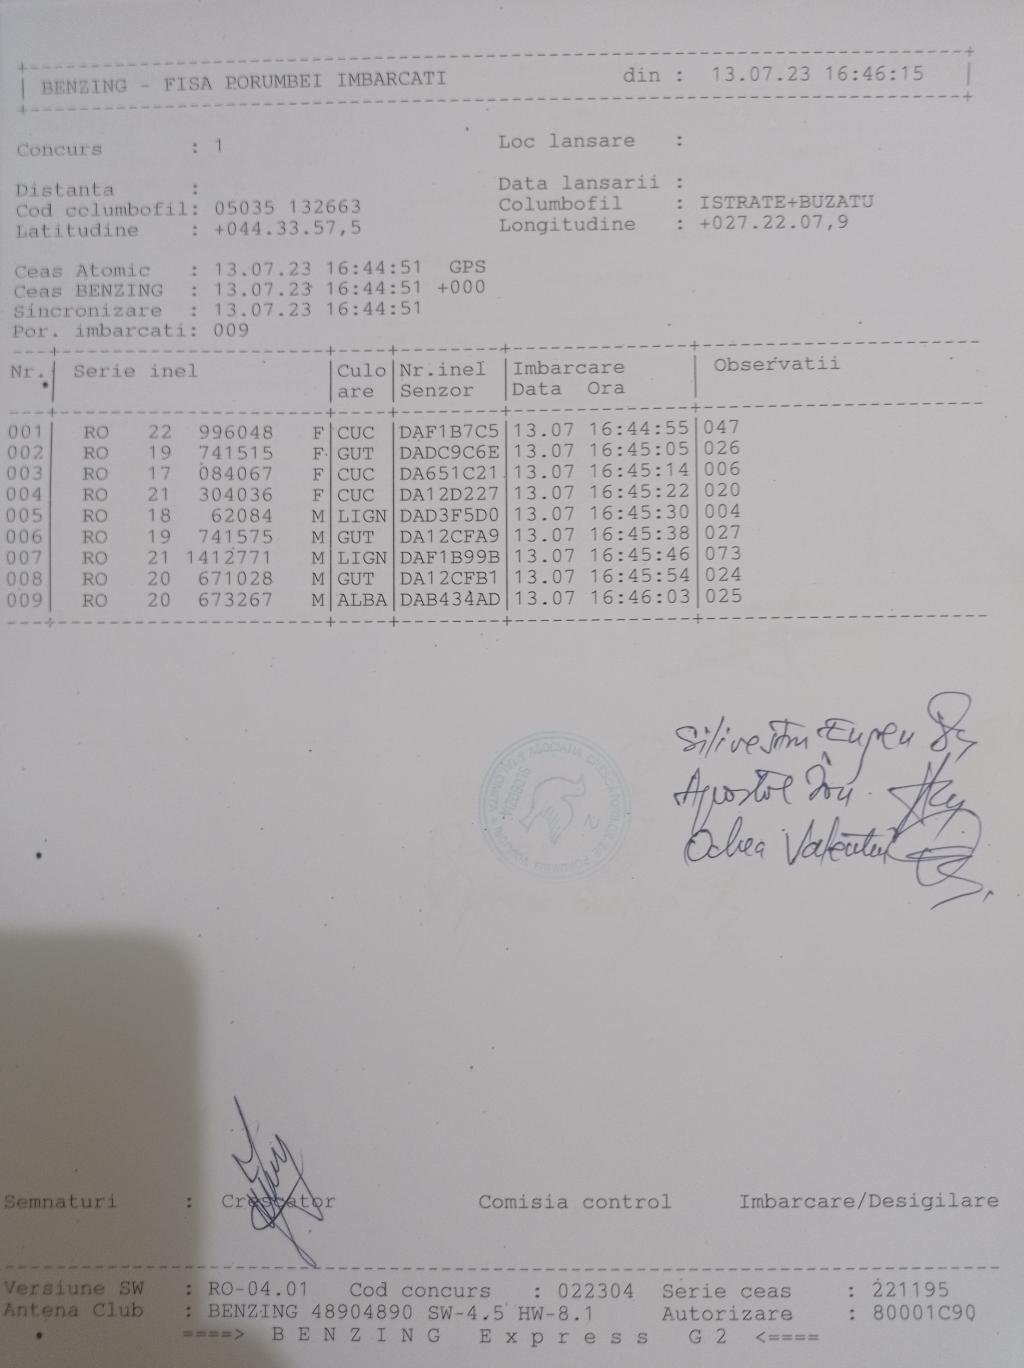 BENZING - FISA PORUMBEI IMBARCATI din : 13.07.23 16:46:15
Concurs : 1 Loc lansare :
Distanta : Data lansarii :
Cod columbofil: 05035 132663 Columbofil : ISTRATE+BUZATU
Latitudine : +044.33.57,5 Longitudine : +027.22.07,9
Ceas Atomic : 13.07.23 16:44:51 GPS
Ceas BENZING : 13.07.23 16:44:51 +000
Sincronizare : 13.07.23 16:44:51
Por. imbarcati: 009
Nr. Serie inel Culo Nr.inel Imbarcare Observatii
are Senzor Data Ora
001 RO 22 996048 F CUC DAF1B7C5 13.07 16:44:55 047
002 RO 19 741515 F GUT DADC9C6E 13.07 16:45:05 026
003 RO 17 084067 F CUC DA651C21 13.07 16:45:14 006
004 RO 21 304036 F CUC DA12D227 13.07 16:45:22 020
005 RO 18 62084 M LIGN DAD3F5D0 13.07 16:45:30 004
006 RO 19 741575 M GUT DA12CFA9 13.07 16:45:38 027
007 RO 21 1412771 M LIGN DAF1B99B 13.07 16:45:46 073
008 RO 20 671028 M GUT DA12CFB1 13.07 16:45:54 024
009 RO 20 673267 M ALBA DAB434AD 13.07 16:46:03 025
Silivestru Eugen
Apostol Ion
Ochea Valentin
Semnaturi : Crescator Comisia control Imbarcare/Desigilare
Versiune SW : RO-04.01 Cod concurs : 022304 Serie ceas : 221195
Antena Club : BENZING 48904890 SW-4.5 HW-8.1 Autorizare : 80001C90
====> B E N Z I N G E x p r e s s G 2 <====